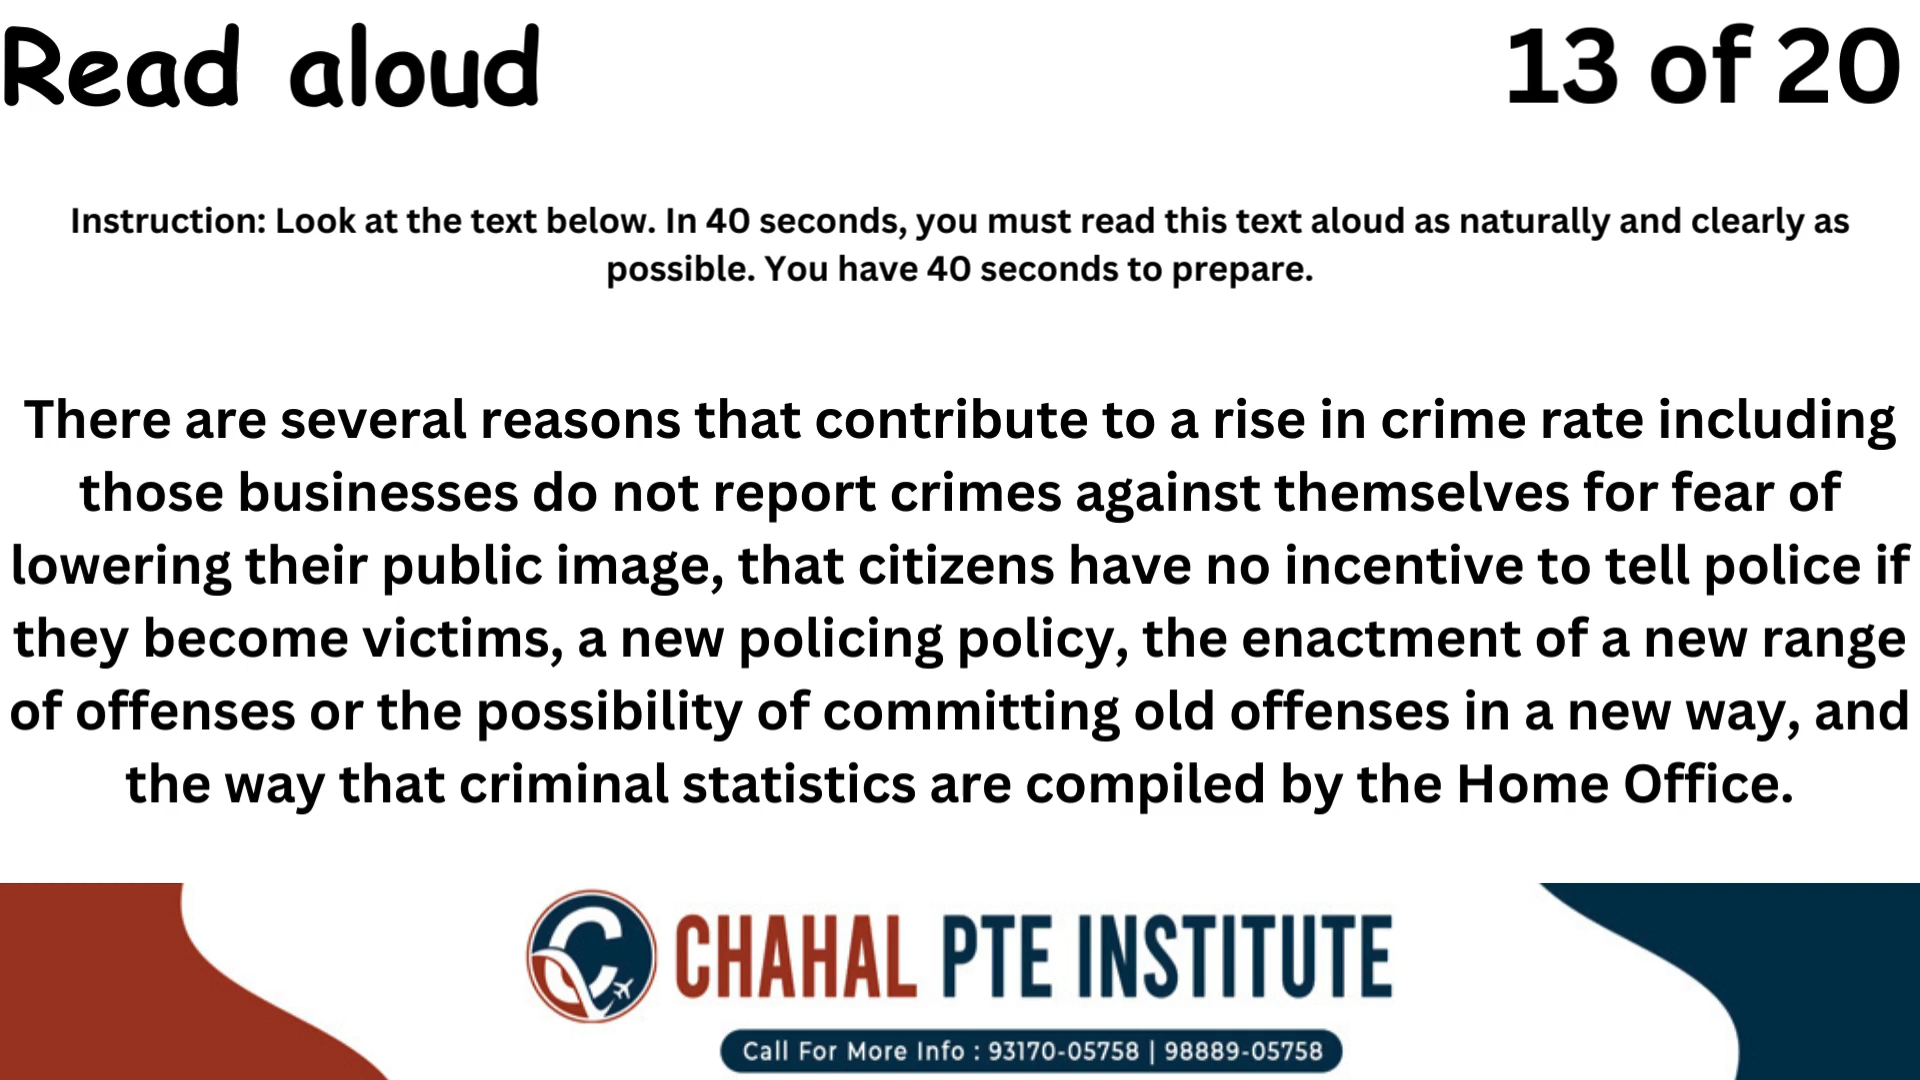 Read aloud
13 of 20
Instruction: Look at the text below. In 40 seconds, you must read this text aloud as naturally and clearly as
possible. You have 40 seconds to prepare.
There are several reasons that contribute to a rise in crime rate including
those businesses do not report crimes against themselves for fear of
lowering their public image, that citizens have no incentive to tell police if
they become victims, a new policing policy, the enactment of a new range
of offenses or the possibility of committing old offenses in a new way, and
the way that criminal statistics are compiled by the Home Office.
CHAHAL PTE INSTITUTE
Call For More Info : 93170-05758 | 98889-05758